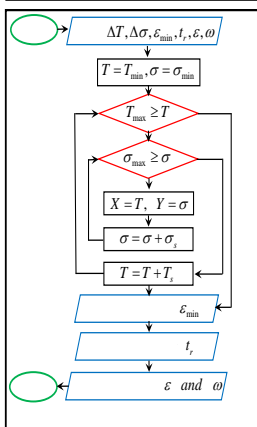 ΔT, Δσ, ε_min, t_r, ε, ω
T = T_min, σ = σ_min
T_max ≥ T
σ_max ≥ σ
X = T, Y = σ
σ = σ + σ_s
T = T + T_s
ε_min
t_r
ε and ω